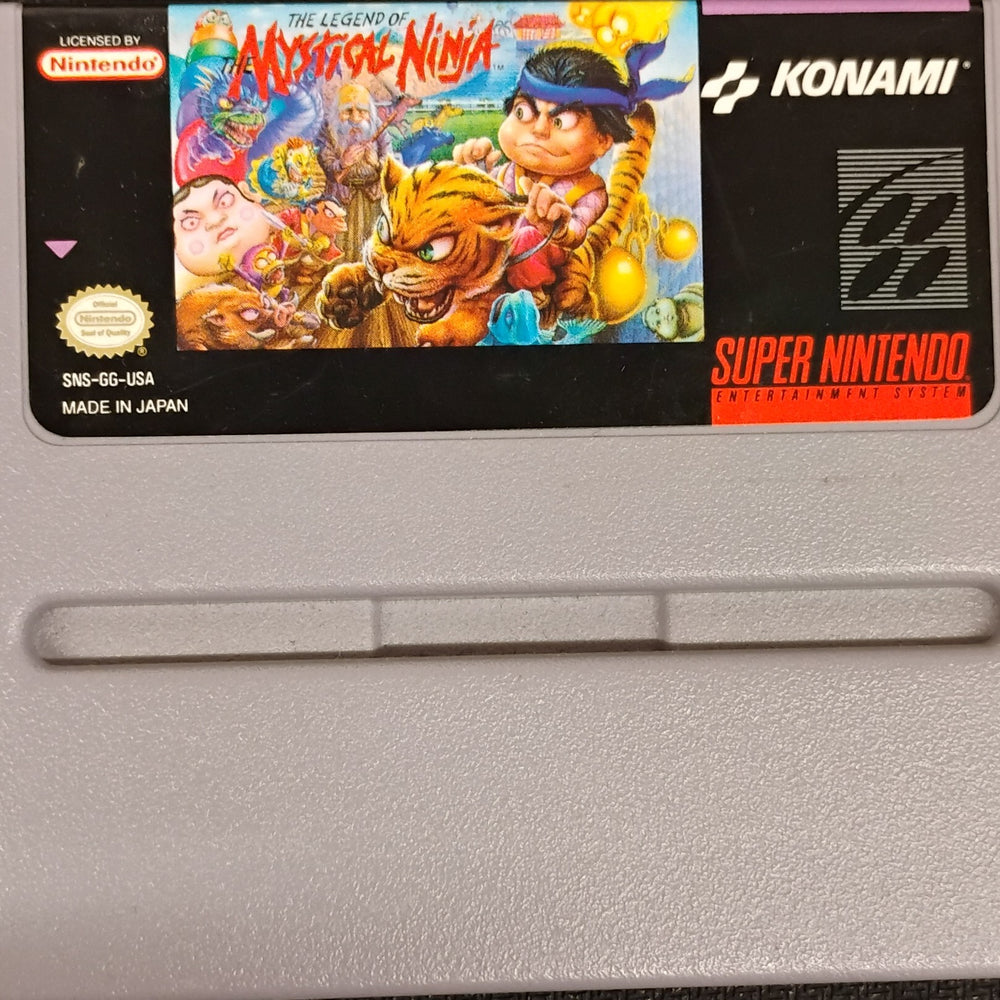 LICENSED BY
Nintendo®
Official
Nintendo
Seal of Quality
®
SNS-GG-USA
MADE IN JAPAN
THE LEGEND OF
THE MYSTICAL NINJA™
KONAMI®
SUPER NINTENDO
ENTERTAINMENT SYSTEM